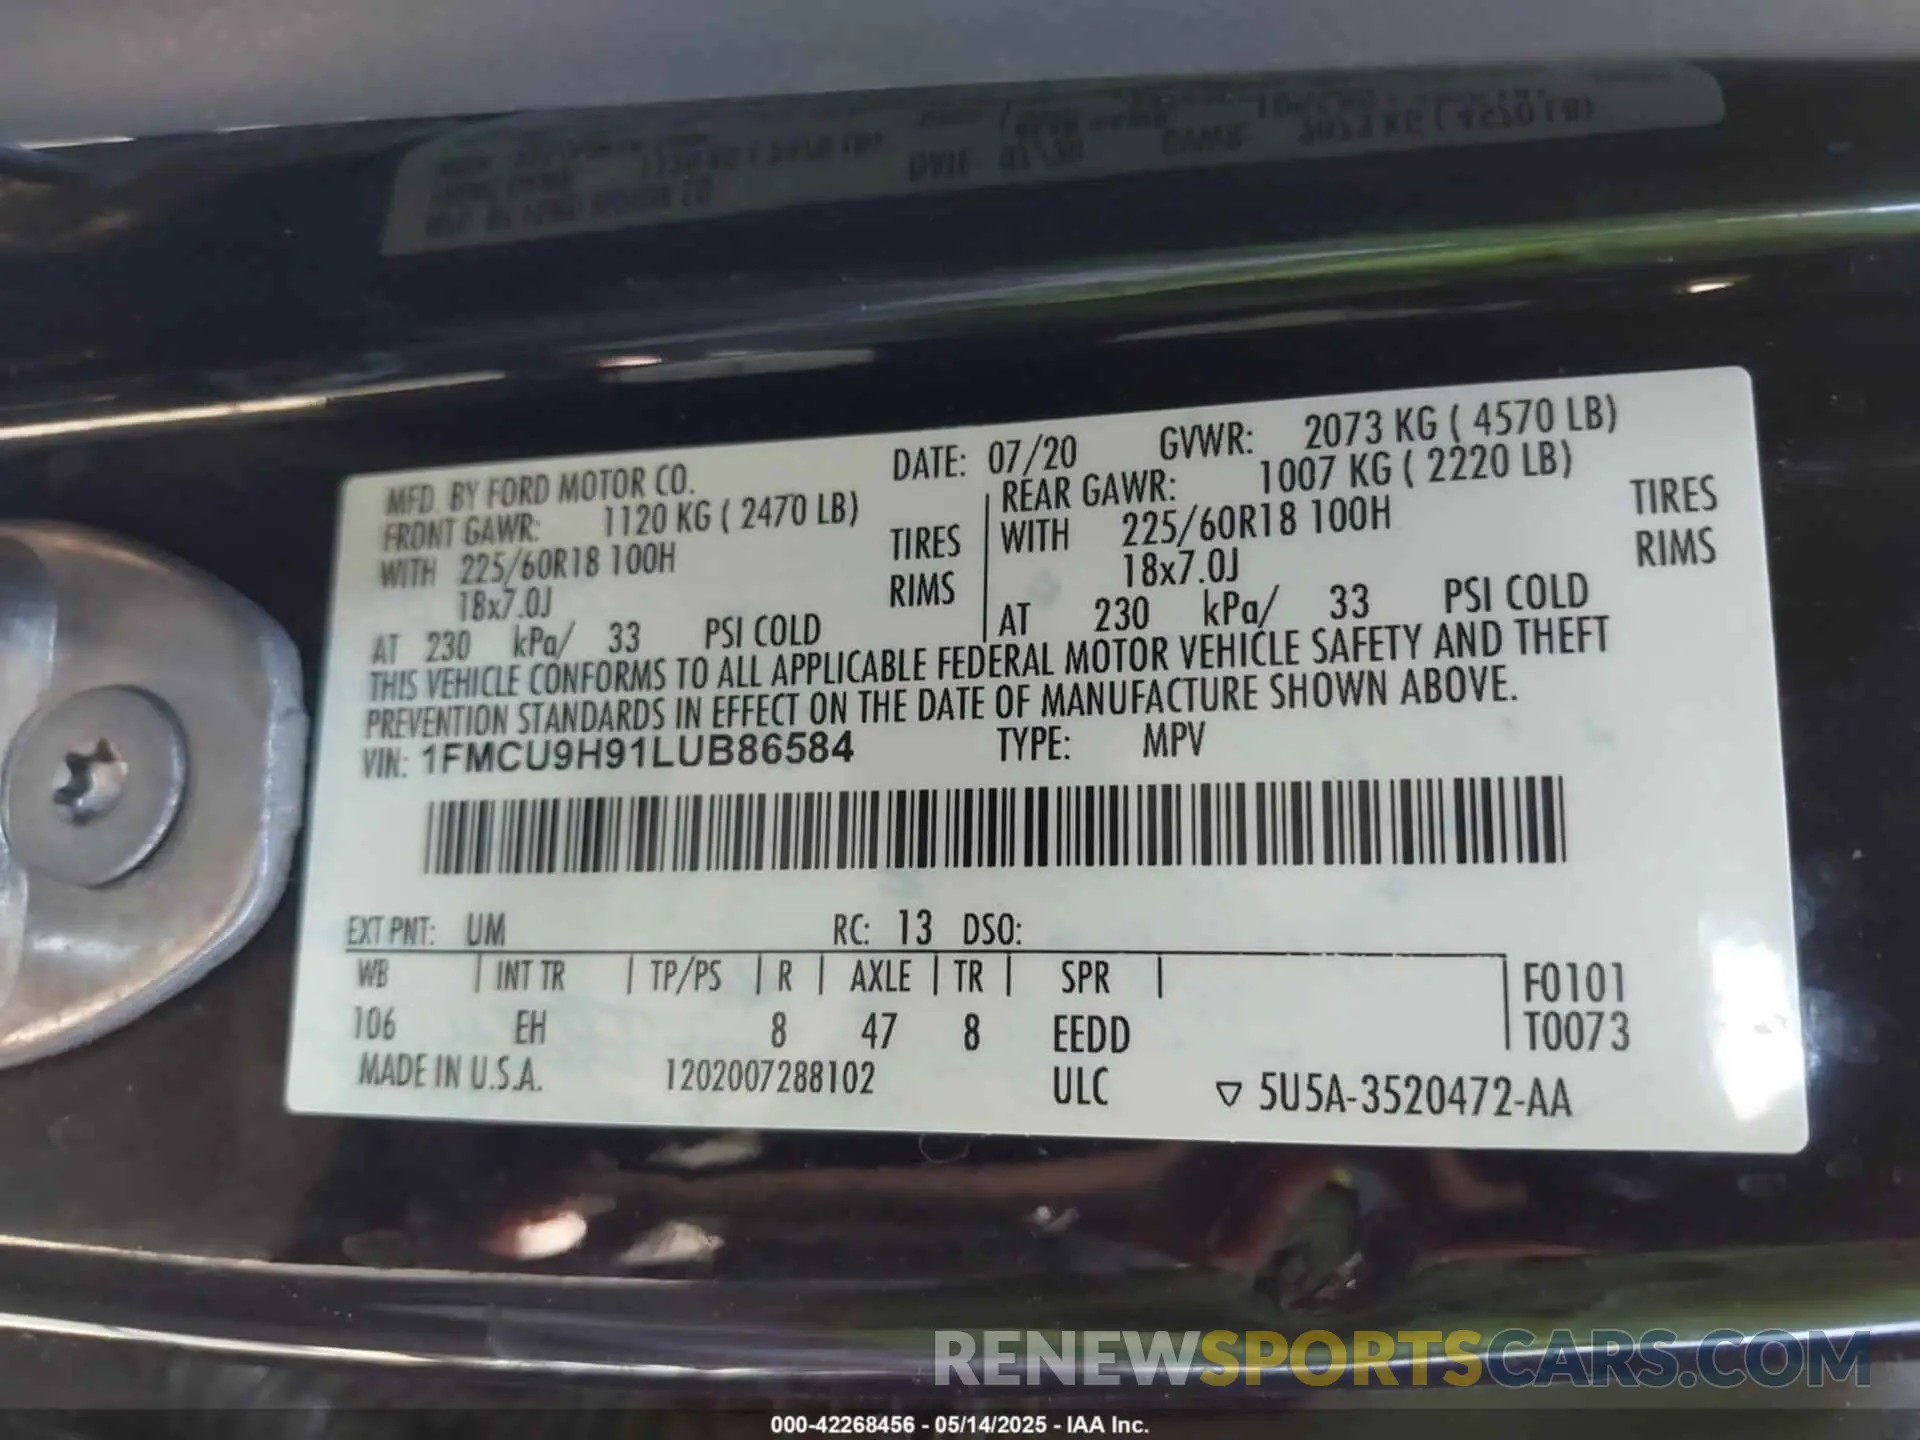 MFD. BY FORD MOTOR CO. DATE: 07/20 GVWR: 2073 KG ( 4570 LB)
FRONT GAWR: 1120 KG ( 2470 LB) REAR GAWR: 1007 KG ( 2220 LB)
WITH 225/60R18 100H TIRES WITH 225/60R18 100H TIRES
18x7.0J RIMS 18x7.0J RIMS
AT 230 kPa/ 33 PSI COLD AT 230 kPa/ 33 PSI COLD
THIS VEHICLE CONFORMS TO ALL APPLICABLE FEDERAL MOTOR VEHICLE SAFETY AND THEFT
PREVENTION STANDARDS IN EFFECT ON THE DATE OF MANUFACTURE SHOWN ABOVE.
VIN: 1FMCU9H91LUB86584 TYPE: MPV
EXT PNT: UM RC: 13 DSO:
WB | INT TR | TP/PS | R | AXLE | TR | SPR | F0101
106 EH 8 47 8 EEDD T0073
MADE IN U.S.A. 1202007288102 ULC ▽ 5U5A-3520472-AA
RENEWSPORTSCARS.COM
000-42268456 - 05/14/2025 - IAA Inc.